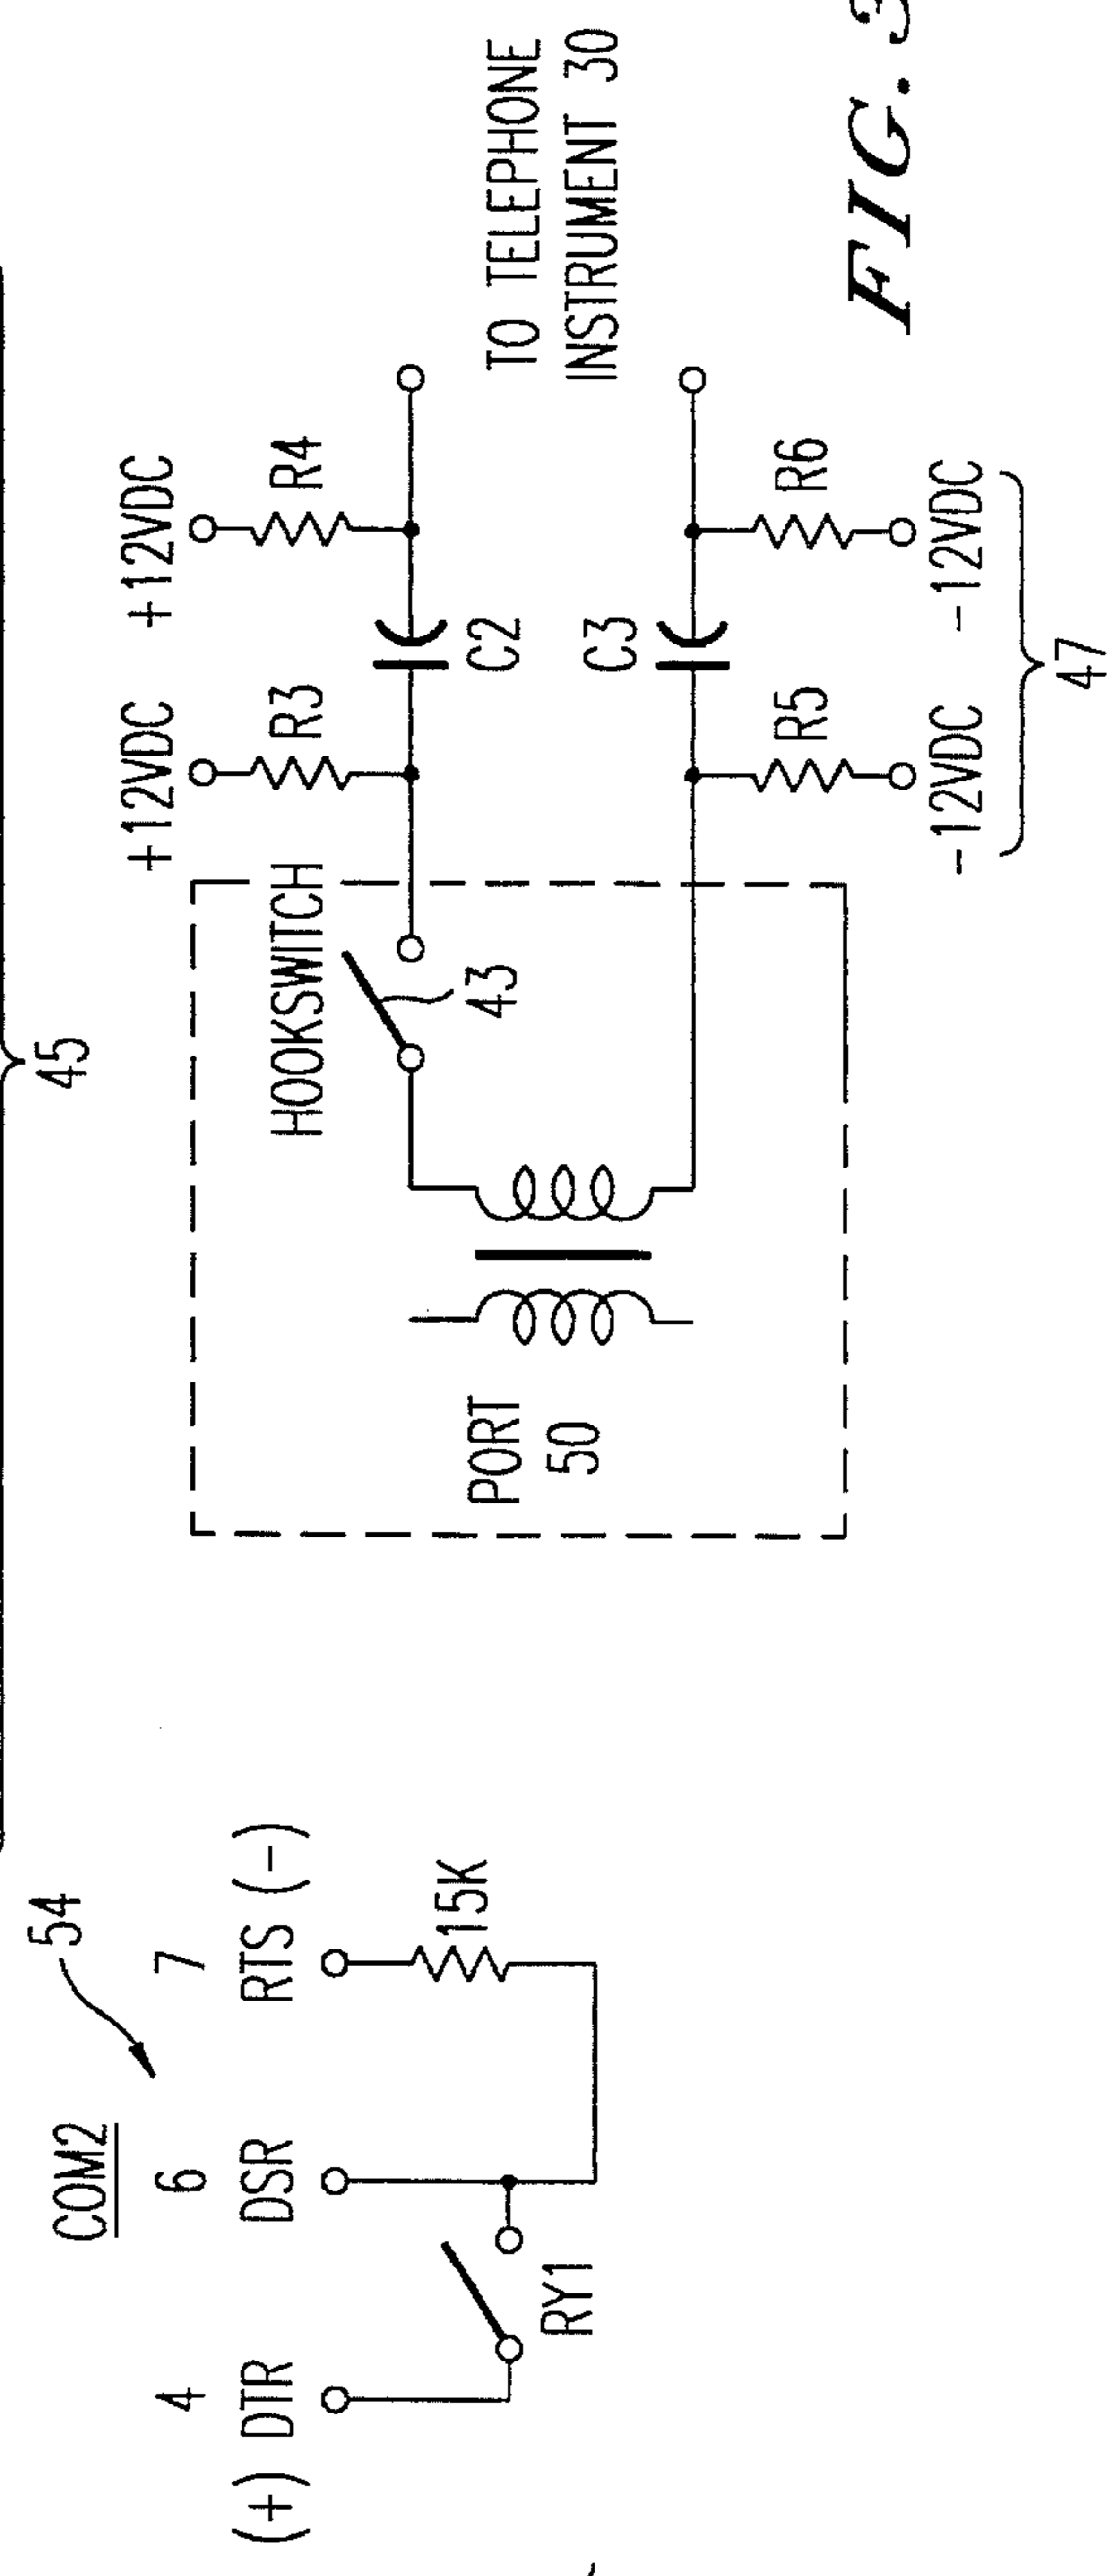 45
COM2
54
4 6 7
(+) DTR DSR RTS (-)
15K
RY1
+12VDC +12VDC
HOOKSWITCH
R3 R4
43
C2
PORT
50
C3
R5 R6
-12VDC -12VDC
47
TO TELEPHONE
INSTRUMENT 30
FIG. 3